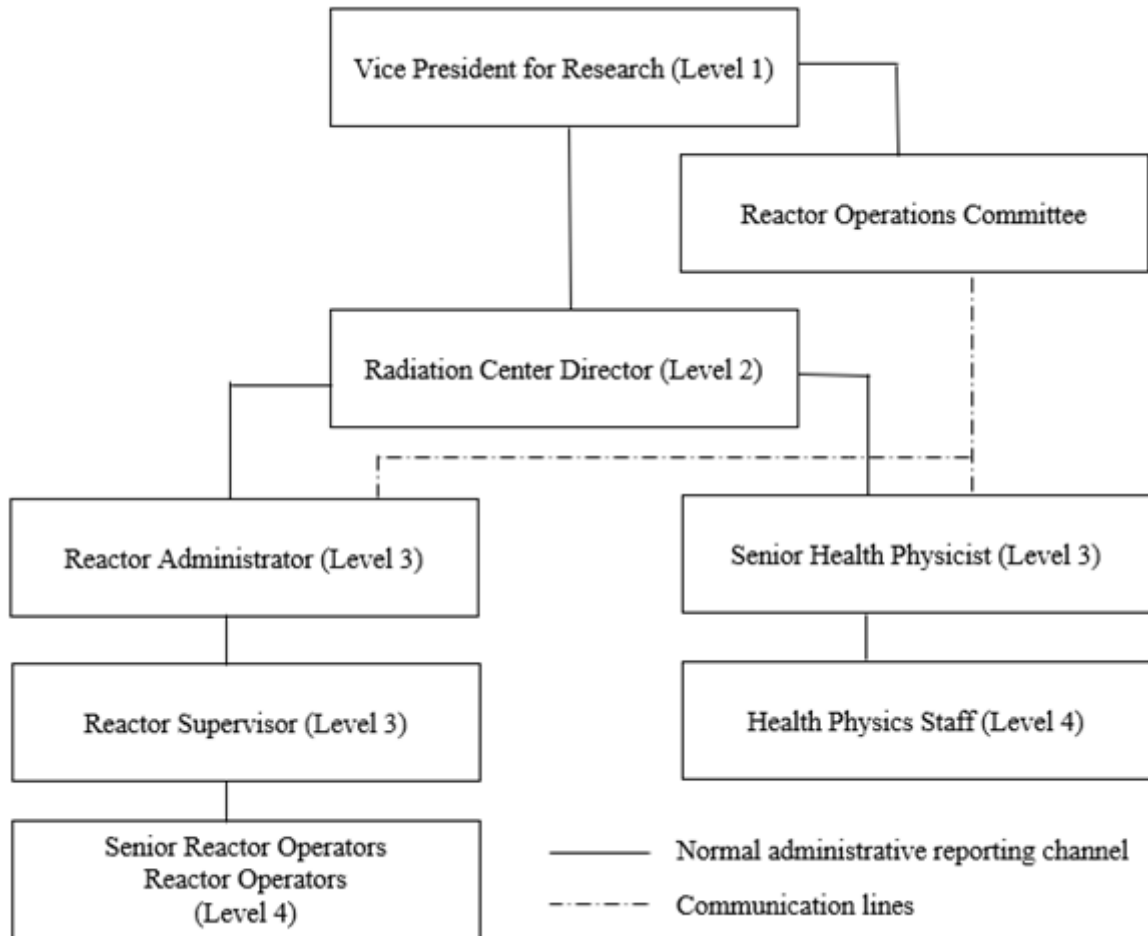 Vice President for Research (Level 1)
Reactor Operations Committee
Radiation Center Director (Level 2)
Reactor Administrator (Level 3)
Senior Health Physicist (Level 3)
Reactor Supervisor (Level 3)
Health Physics Staff (Level 4)
Senior Reactor Operators
Reactor Operators
(Level 4)
Normal administrative reporting channel
Communication lines